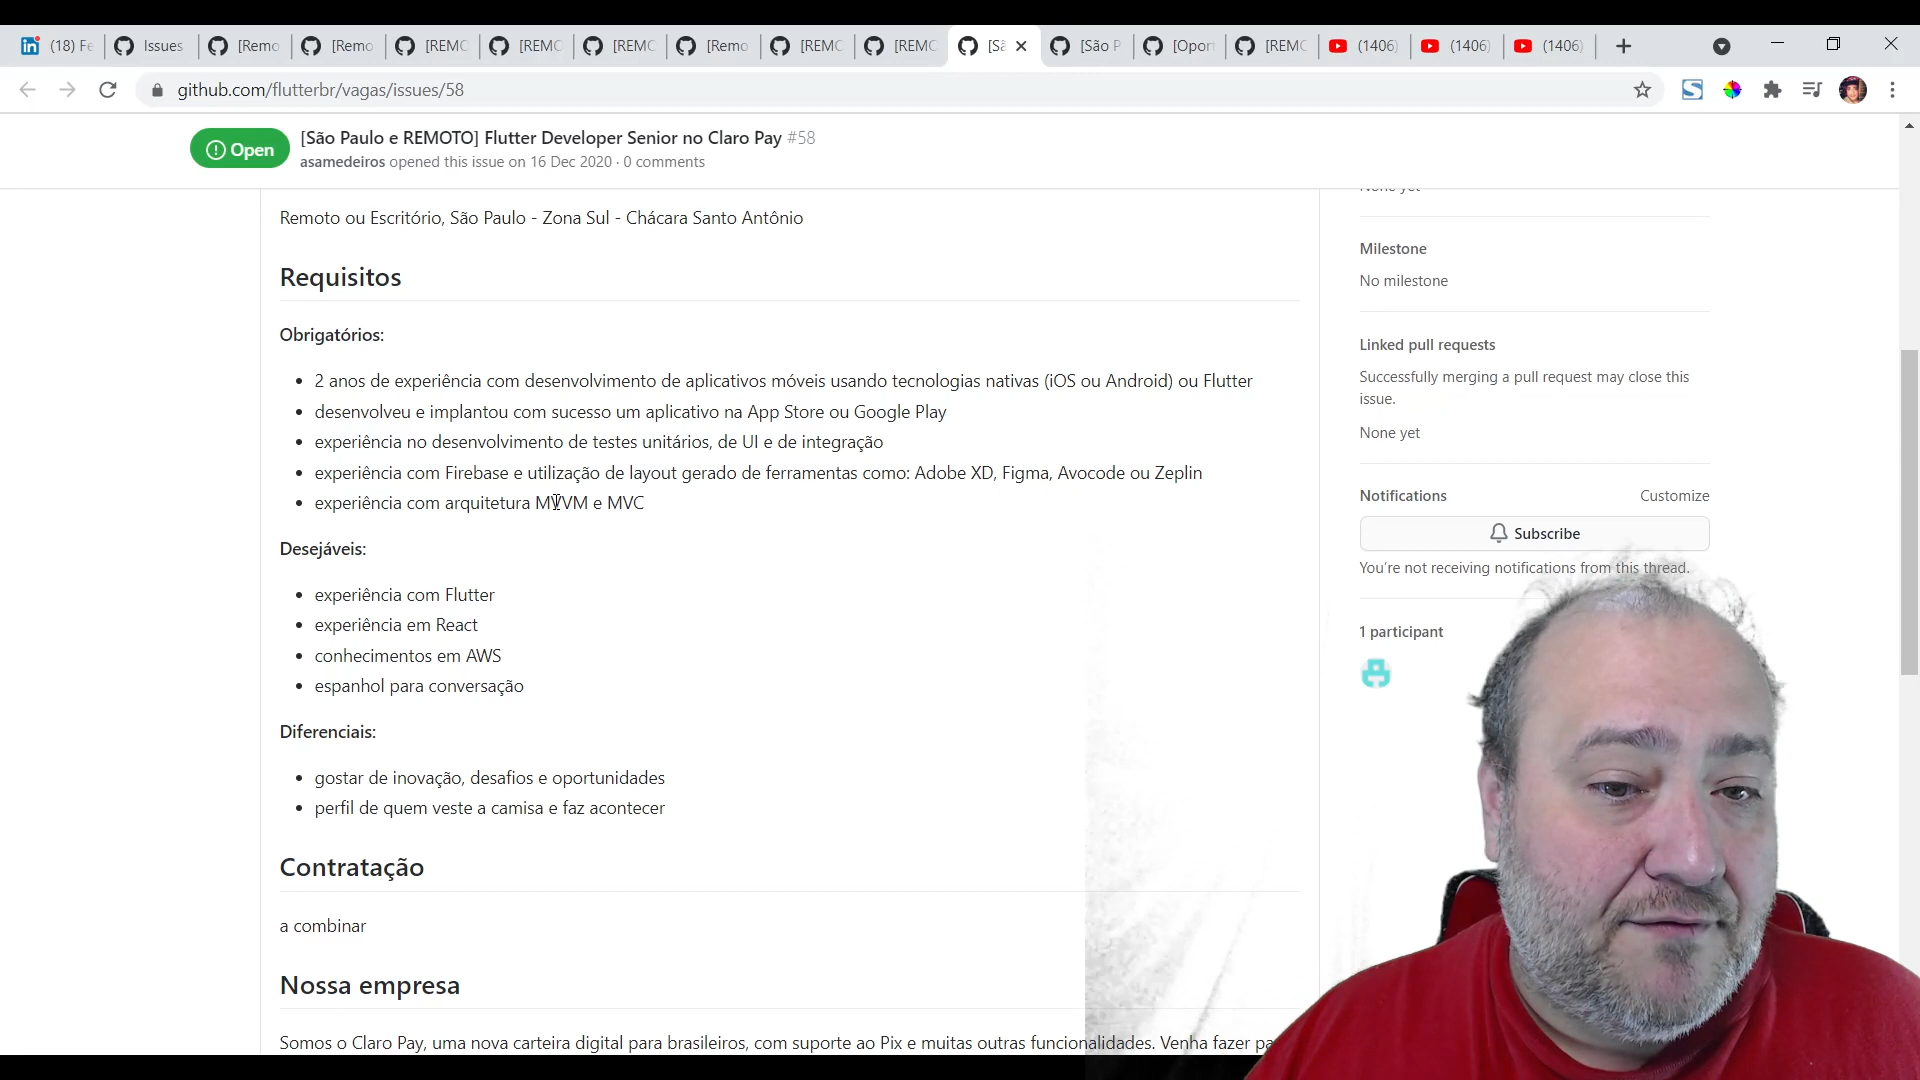 (18) Fe
Issues
[Remo
[Remo
[REMO
[REMO
[REMO
[Remo
[REMO
[REMO
[Sã
[São P
[Opor
[REMO
(1406)
(1406)
(1406)
github.com/flutterbr/vagas/issues/58
Open
[São Paulo e REMOTO] Flutter Developer Senior no Claro Pay #58
asamedeiros opened this issue on 16 Dec 2020 · 0 comments
None yet
Remoto ou Escritório, São Paulo - Zona Sul - Chácara Santo Antônio
Requisitos
Obrigatórios:
• 2 anos de experiência com desenvolvimento de aplicativos móveis usando tecnologias nativas (iOS ou Android) ou Flutter
• desenvolveu e implantou com sucesso um aplicativo na App Store ou Google Play
• experiência no desenvolvimento de testes unitários, de UI e de integração
• experiência com Firebase e utilização de layout gerado de ferramentas como: Adobe XD, Figma, Avocode ou Zeplin
• experiência com arquitetura MVVM e MVC
Desejáveis:
• experiência com Flutter
• experiência em React
• conhecimentos em AWS
• espanhol para conversação
Diferenciais:
• gostar de inovação, desafios e oportunidades
• perfil de quem veste a camisa e faz acontecer
Contratação
a combinar
Nossa empresa
Somos o Claro Pay, uma nova carteira digital para brasileiros, com suporte ao Pix e muitas outras funcionalidades. Venha fazer pa
Milestone
No milestone
Linked pull requests
Successfully merging a pull request may close this
issue.
None yet
Notifications
Customize
Subscribe
You're not receiving notifications from this thread.
1 participant